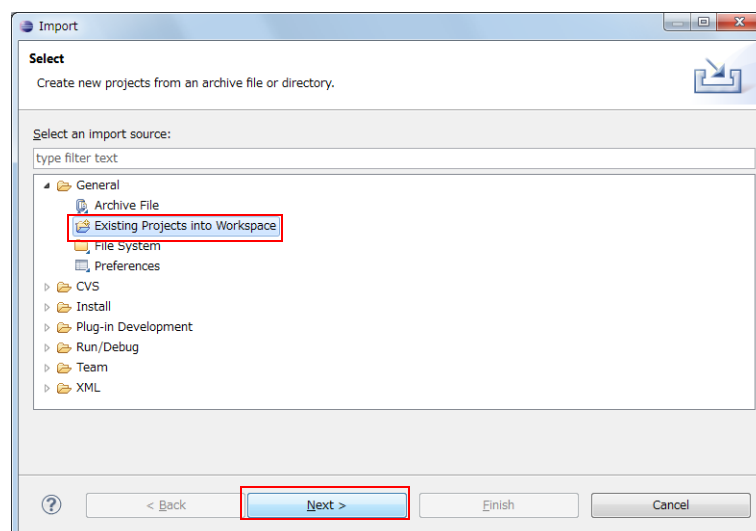 Import
Select
Create new projects from an archive file or directory.
Select an import source:
type filter text
General
Archive File
Existing Projects into Workspace
File System
Preferences
CVS
Install
Plug-in Development
Run/Debug
Team
XML
? < Back Next > Finish Cancel